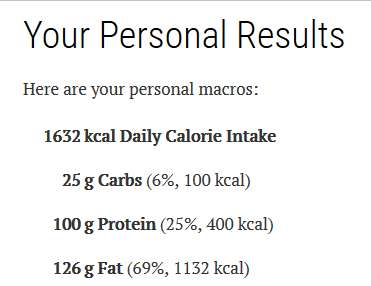 Your Personal Results
Here are your personal macros:
1632 kcal Daily Calorie Intake
25 g Carbs (6%, 100 kcal)
100 g Protein (25%, 400 kcal)
126 g Fat (69%, 1132 kcal)